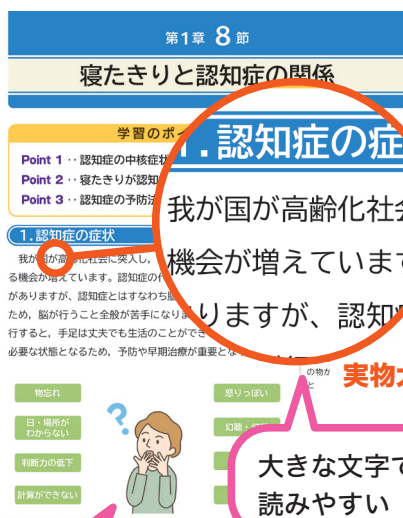 第1章 8節
寝たきりと認知症の関係
学習のポイ
Point 1‥認知症の中核症状
Point 2‥寝たきりが認知
Point 3‥認知症の予防法
1.認知症の症状
我が国が高齢化社会に突入し,
る機会が増えています。認知症の代
がありますが、認知症とはすなわち脳
ため，脳が行うこと全般が苦手になりま
行すると，手足は丈夫でも生活のことができ
必要な状態となるため，予防や早期治療が重要とな
1.認知症の症
我が国が高齢化社会
機会が増えています
ありますが、認知症
の物か
と
実物大
物忘れ
日・場所が
わからない
判断力の低下
計算ができない
怒りっぽい
幻聴・
大きな文字で
読みやすい